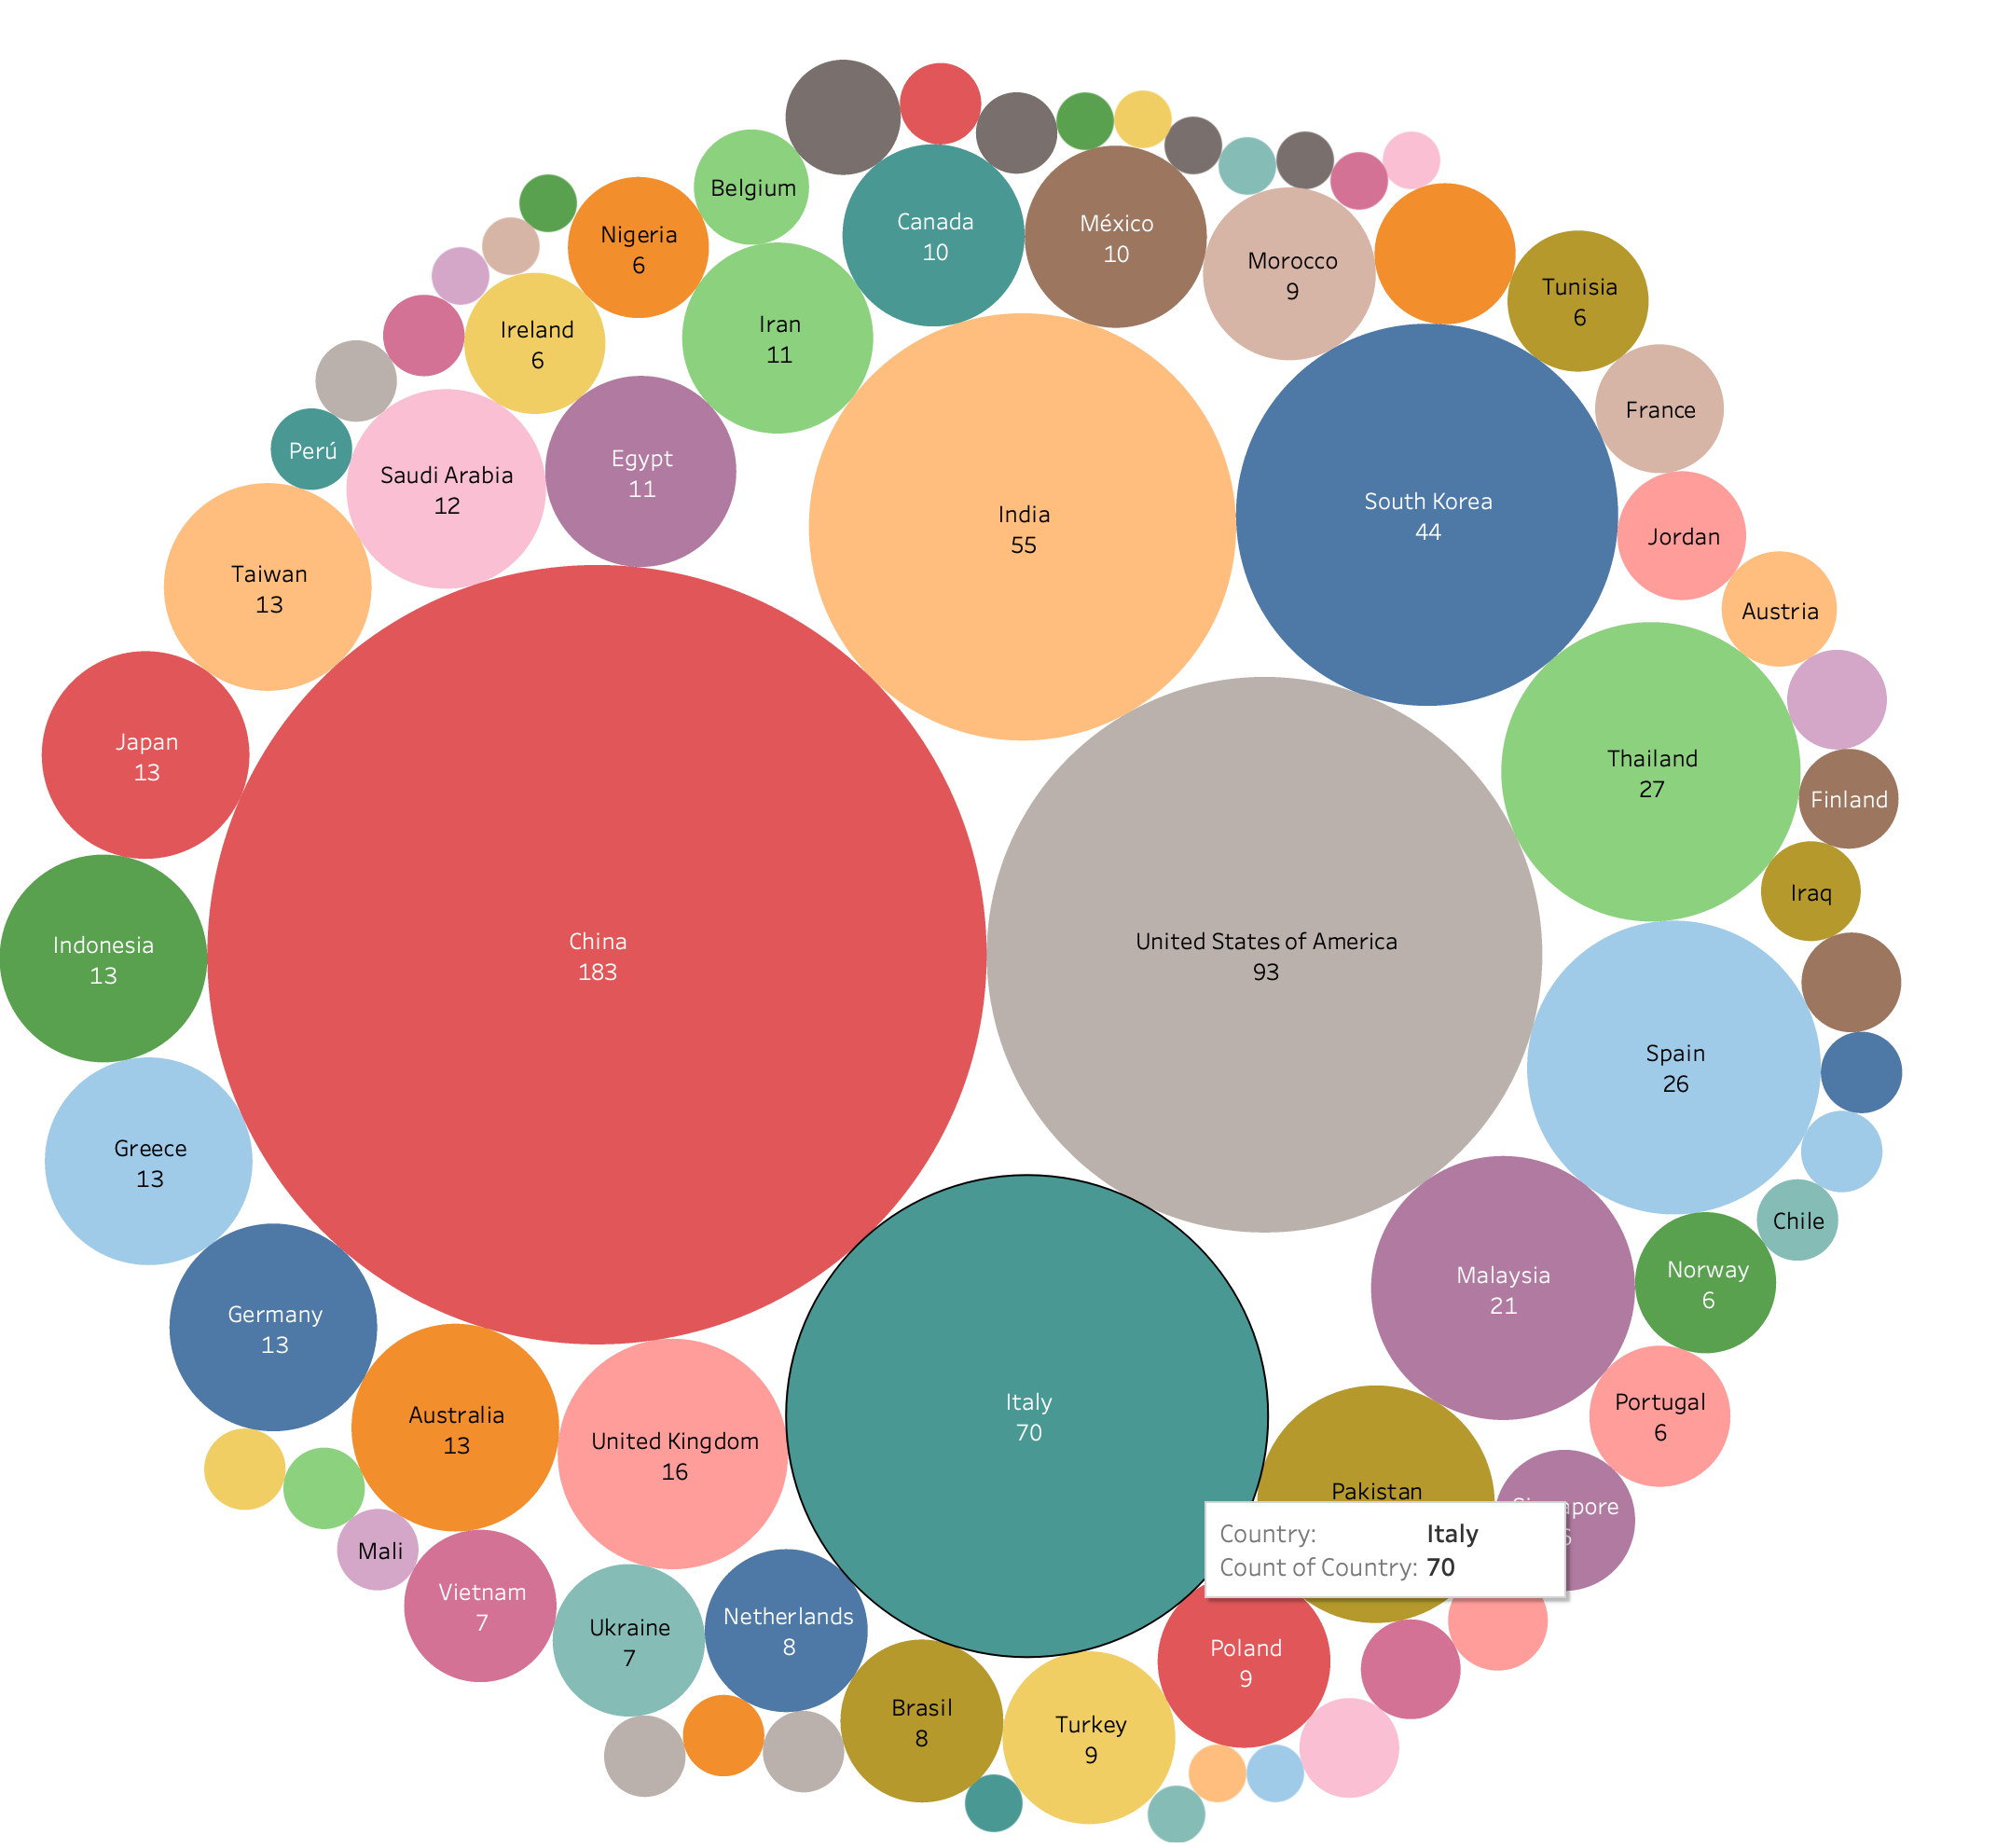 Belgium
Canada
10
México
10
Nigeria
6
Morocco
9
Tunisia
6
Ireland
6
Iran
11
France
Perú
Saudi Arabia
12
Egypt
11
India
55
South Korea
44
Jordan
Taiwan
13
Austria
Japan
13
Thailand
27
Finland
Iraq
Indonesia
13
China
183
United States of America
93
Spain
26
Greece
13
Chile
Malaysia
21
Norway
6
Germany
13
Australia
13
United Kingdom
16
Italy
70
Portugal
6
Pakistan
Country: Italy
Count of Country: 70
Mali
Vietnam
7
Ukraine
7
Netherlands
8
Poland
9
Brasil
8
Turkey
9